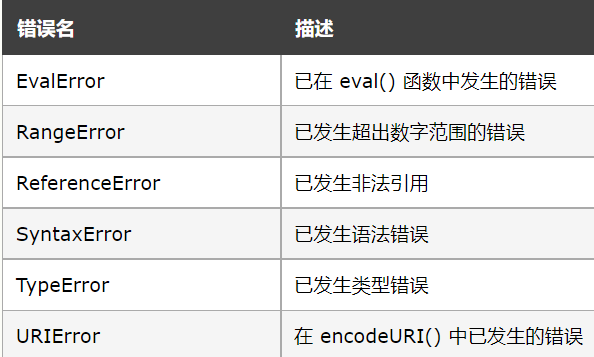 错误名 描述
EvalError 已在 eval() 函数中发生的错误
RangeError 已发生超出数字范围的错误
ReferenceError 已发生非法引用
SyntaxError 已发生语法错误
TypeError 已发生类型错误
URIError 在 encodeURI() 中已发生的错误